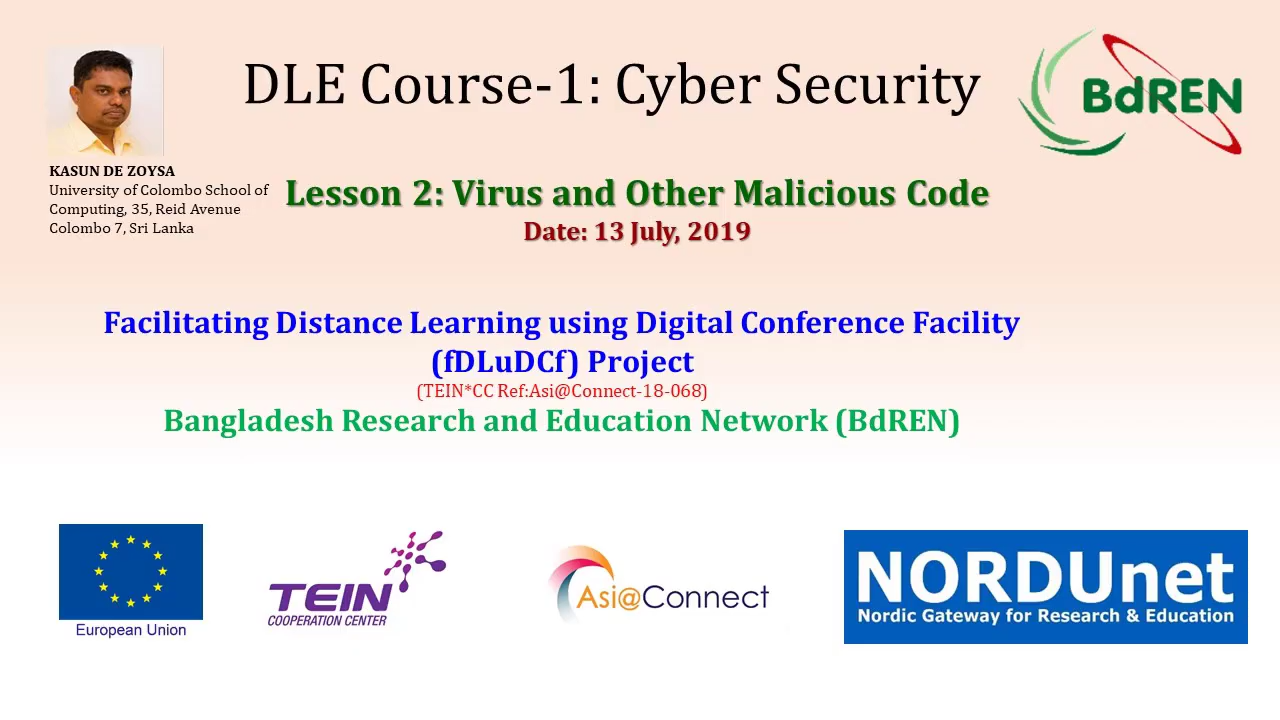 DLE Course-1: Cyber Security
BdREN
KASUN DE ZOYSA
University of Colombo School of
Computing, 35, Reid Avenue
Colombo 7, Sri Lanka
Lesson 2: Virus and Other Malicious Code
Date: 13 July, 2019
Facilitating Distance Learning using Digital Conference Facility
(fDLuDCf) Project
(TEIN*CC Ref:Asi@Connect-18-068)
Bangladesh Research and Education Network (BdREN)
European Union
TEIN
COOPERATION CENTER
Asi@Connect
NORDUnet
Nordic Gateway for Research & Education